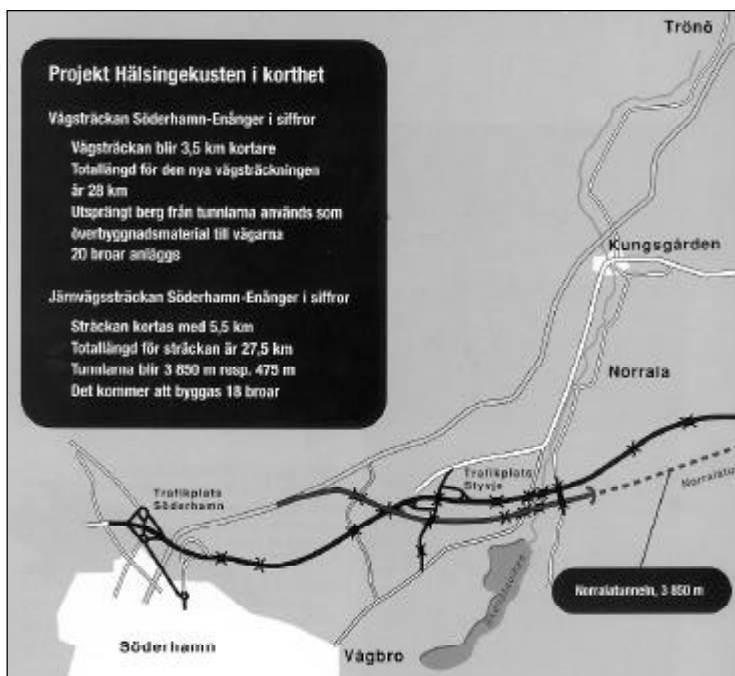 Trönö
Projekt Hälsingekusten i korthet
Vägsträckan Söderhamn-Enånger i siffror
Vägsträckan blir 3,5 km kortare
Totallängd för den nya vägsträckningen
är 28 km
Utsprängt berg från tunnlarna används som
överbyggnadsmaterial till vägarna
20 broar anläggs
Järnvägssträckan Söderhamn-Enånger i siffror
Sträckan kortas med 5,5 km
Totallängd för sträckan är 27,5 km
Tunnlarna blir 3 850 m resp. 475 m
Det kommer att byggas 18 broar
Kungsgården
Norrala
Trafikplats
Styvje
Trafikplats
Söderhamn
Norralatu
Norralatunneln, 3 850 m
Söderhamn
Vågbro